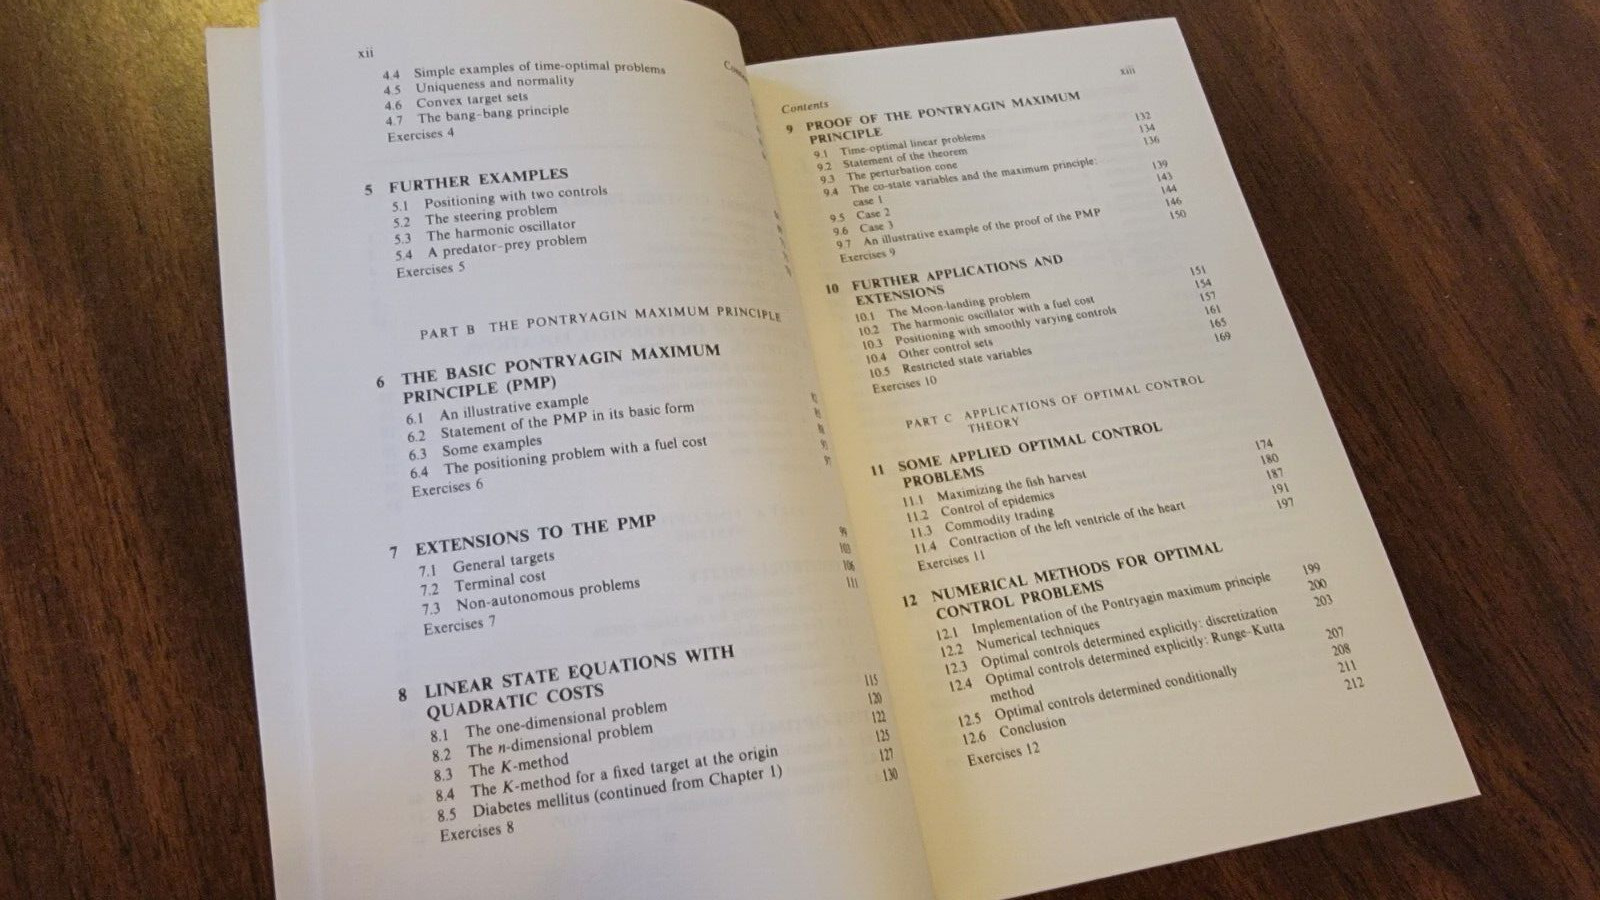 xii
4.4 Simple examples of time-optimal problems
4.5 Uniqueness and normality
4.6 Convex target sets
4.7 The bang-bang principle
Exercises 4
5 FURTHER EXAMPLES
5.1 Positioning with two controls
5.2 The steering problem
5.3 The harmonic oscillator
5.4 A predator-prey problem
Exercises 5
PART B THE PONTRYAGIN MAXIMUM PRINCIPLE
6 THE BASIC PONTRYAGIN MAXIMUM
PRINCIPLE (PMP)
6.1 An illustrative example
6.2 Statement of the PMP in its basic form
6.3 Some examples
6.4 The positioning problem with a fuel cost
Exercises 6
7 EXTENSIONS TO THE PMP
7.1 General targets 99
7.2 Terminal cost 103
7.3 Non-autonomous problems 106
Exercises 7 111
8 LINEAR STATE EQUATIONS WITH
QUADRATIC COSTS
8.1 The one-dimensional problem 115
8.2 The n-dimensional problem 120
8.3 The K-method 122
8.4 The K-method for a fixed target at the origin 125
8.5 Diabetes mellitus (continued from Chapter 1) 127
Exercises 8 130
Contents xiii
9 PROOF OF THE PONTRYAGIN MAXIMUM
PRINCIPLE
9.1 Time-optimal linear problems 132
9.2 Statement of the theorem 134
9.3 The perturbation cone 136
9.4 The co-state variables and the maximum principle:
case 1 139
9.5 Case 2 143
9.6 Case 3 144
9.7 An illustrative example of the proof of the PMP 146
Exercises 9 150
10 FURTHER APPLICATIONS AND
EXTENSIONS
10.1 The Moon-landing problem 151
10.2 The harmonic oscillator with a fuel cost 154
10.3 Positioning with smoothly varying controls 157
10.4 Other control sets 161
10.5 Restricted state variables 165
Exercises 10 169
PART C APPLICATIONS OF OPTIMAL CONTROL
THEORY
11 SOME APPLIED OPTIMAL CONTROL
PROBLEMS
11.1 Maximizing the fish harvest 174
11.2 Control of epidemics 180
11.3 Commodity trading 187
11.4 Contraction of the left ventricle of the heart 191
Exercises 11 197
12 NUMERICAL METHODS FOR OPTIMAL
CONTROL PROBLEMS
12.1 Implementation of the Pontryagin maximum principle 199
12.2 Numerical techniques 200
12.3 Optimal controls determined explicitly: discretization 203
12.4 Optimal controls determined explicitly: Runge-Kutta
method 207
12.5 Optimal controls determined conditionally 208
12.6 Conclusion 211
Exercises 12 212